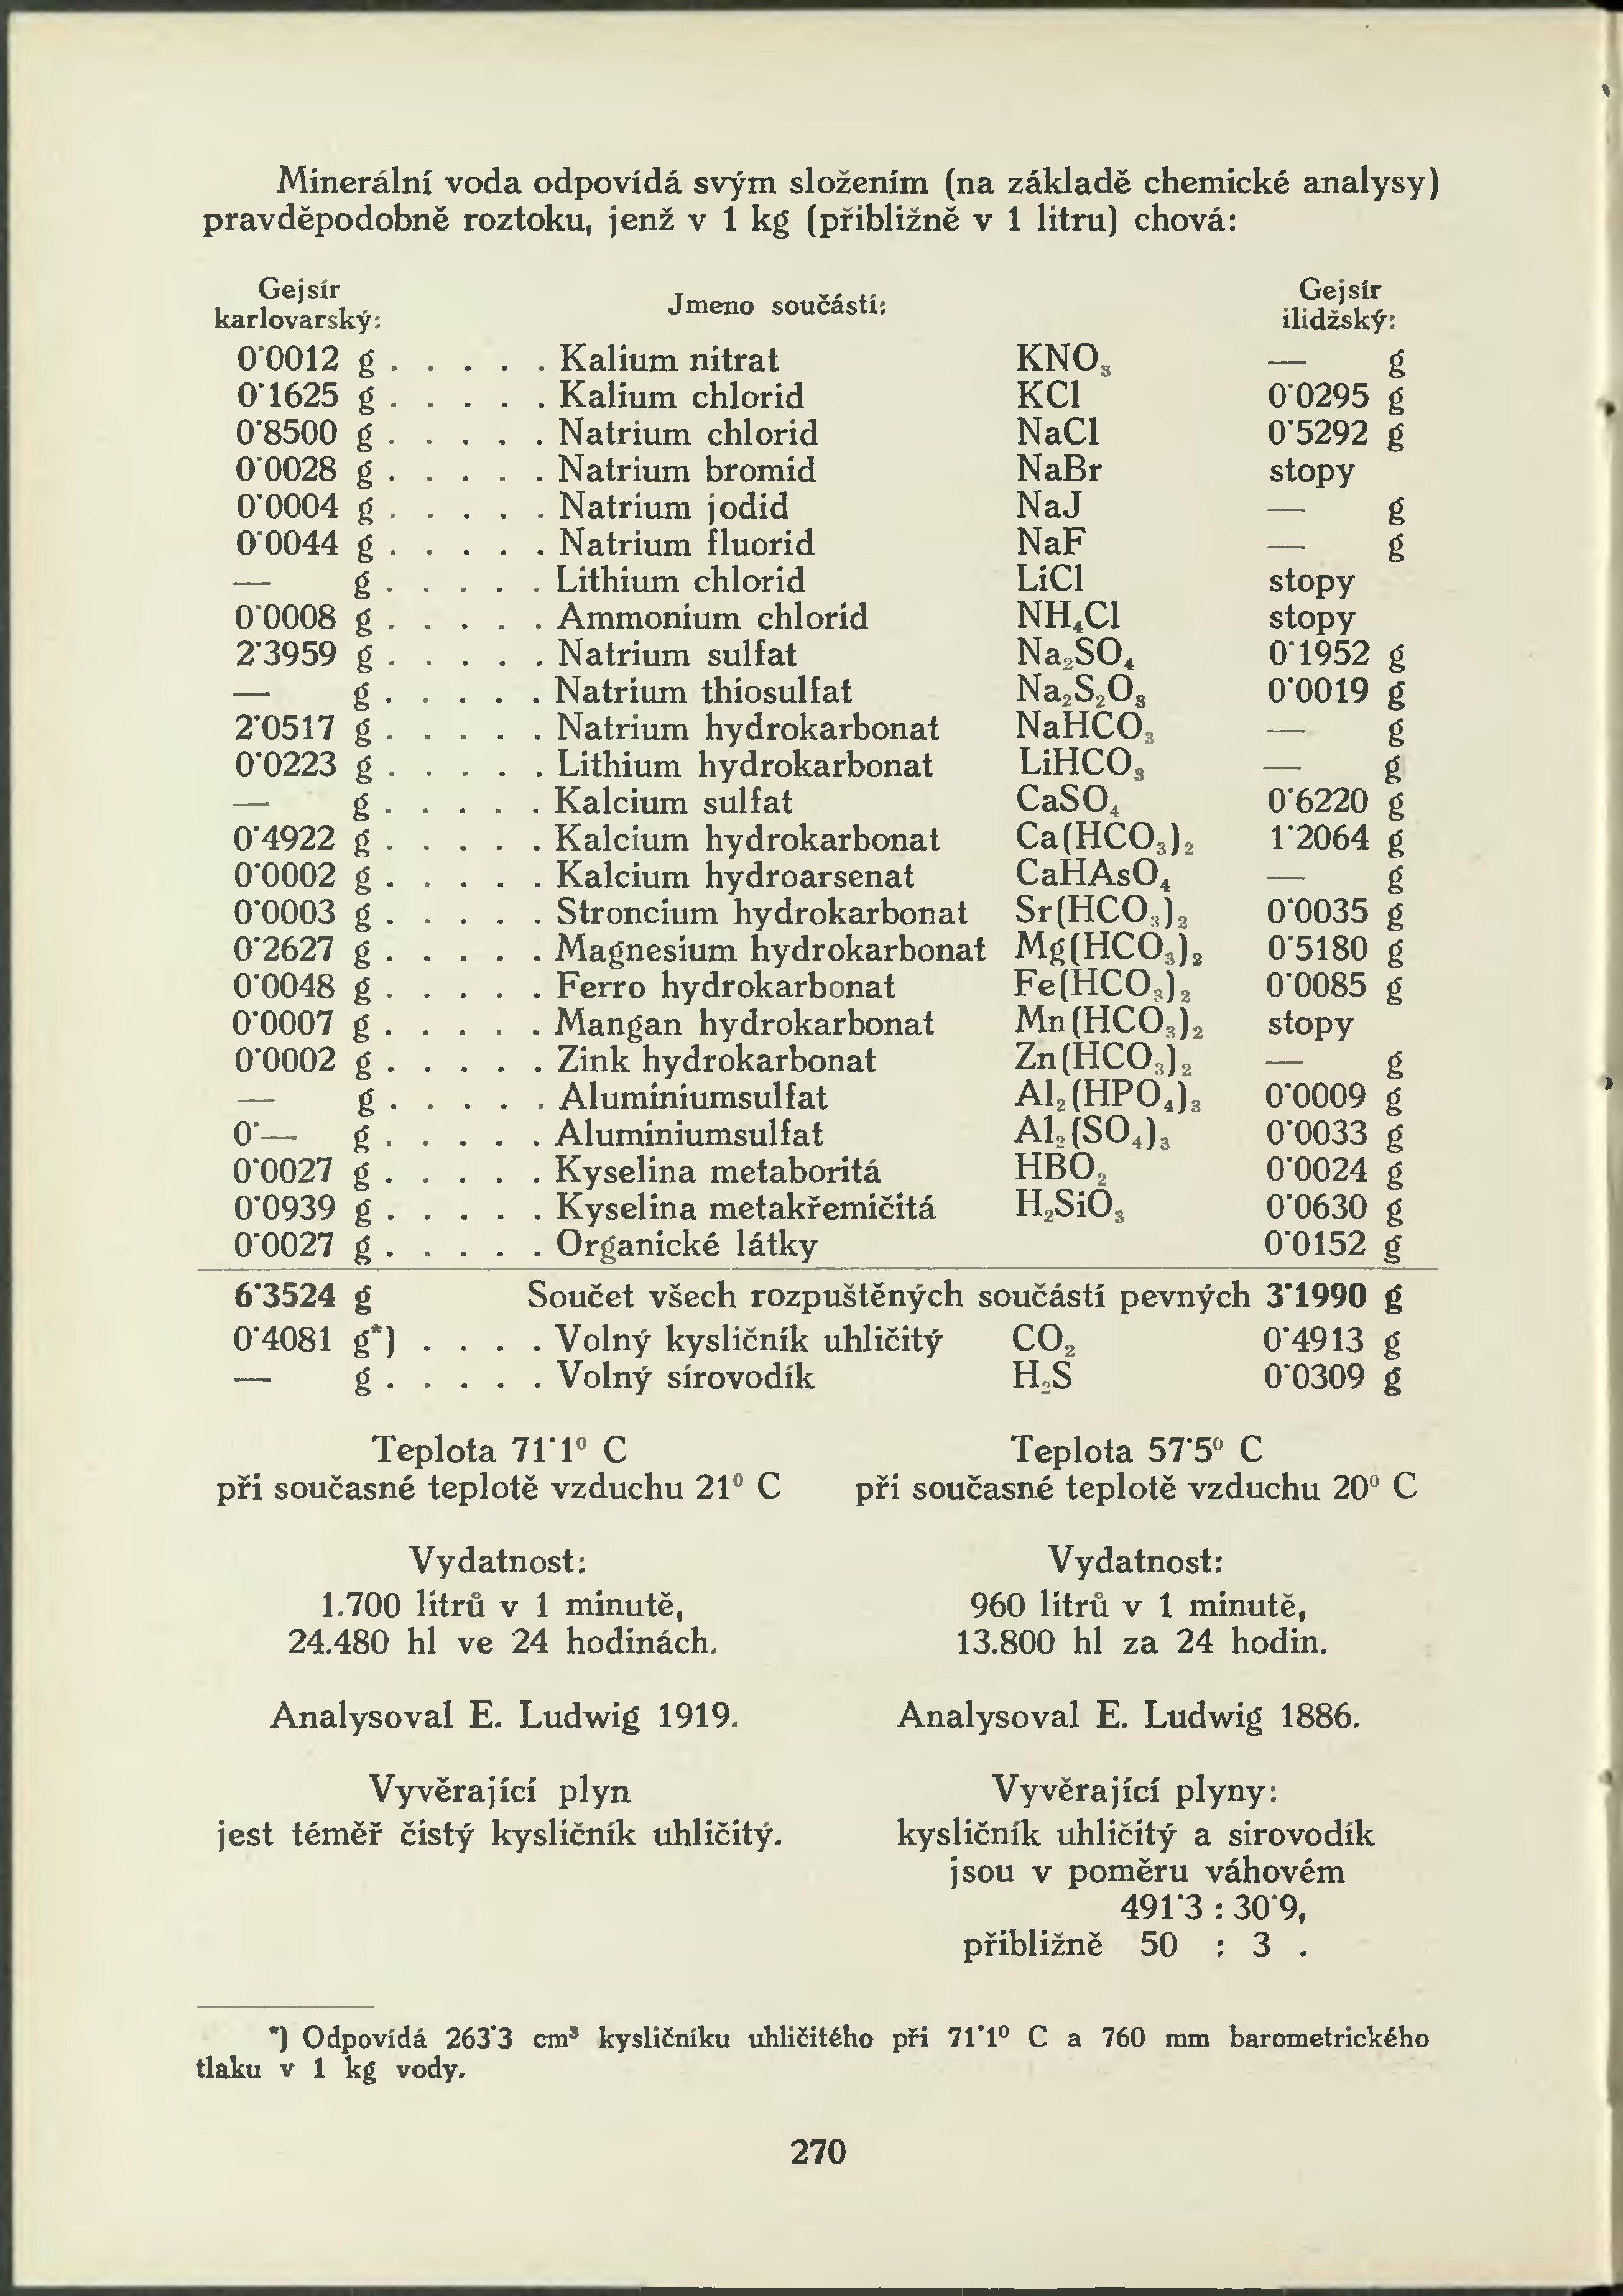 Minerální voda odpovídá svým složením (na základě chemické analysy)
pravděpodobně roztoku, jenž v 1 kg (přibližně v 1 litru) chová:
Gejsír karlovarský: Jmeno součástí: Gejsír ilidžský:
0·0012 g . . . . . Kalium nitrat KNO₃ — g
0·1625 g . . . . . Kalium chlorid KCl 0·0295 g
0·8500 g . . . . . Natrium chlorid NaCl 0·5292 g
0·0028 g . . . . . Natrium bromid NaBr stopy
0·0004 g . . . . . Natrium jodid NaJ — g
0·0044 g . . . . . Natrium fluorid NaF — g
— g . . . . . Lithium chlorid LiCl stopy
0·0008 g . . . . . Ammonium chlorid NH₄Cl stopy
2·3959 g . . . . . Natrium sulfat Na₂SO₄ 0·1952 g
— g . . . . . Natrium thiosulfat Na₂S₂O₃ 0·0019 g
2·0517 g . . . . . Natrium hydrokarbonat NaHCO₃ — g
0·0223 g . . . . . Lithium hydrokarbonat LiHCO₃ — g
— g . . . . . Kalcium sulfat CaSO₄ 0·6220 g
0·4922 g . . . . . Kalcium hydrokarbonat Ca(HCO₃)₂ 1·2064 g
0·0002 g . . . . . Kalcium hydroarsenat CaHAsO₄ — g
0·0003 g . . . . . Stroncium hydrokarbonat Sr(HCO₃)₂ 0·0035 g
0·2627 g . . . . . Magnesium hydrokarbonat Mg(HCO₃)₂ 0·5180 g
0·0048 g . . . . . Ferro hydrokarbonat Fe(HCO₃)₂ 0·0085 g
0·0007 g . . . . . Mangan hydrokarbonat Mn(HCO₃)₂ stopy
0·0002 g . . . . . Zink hydrokarbonat Zn(HCO₃)₂ — g
— g . . . . . Aluminiumsulfat Al₂(HPO₄)₃ 0·0009 g
0·— g . . . . . Aluminiumsulfat Al₂(SO₄)₃ 0·0033 g
0·0027 g . . . . . Kyselina metaboritá HBO₂ 0·0024 g
0·0939 g . . . . . Kyselina metakřemičitá H₂SiO₃ 0·0630 g
0·0027 g . . . . . Organické látky 0·0152 g
6·3524 g Součet všech rozpuštěných součástí pevných 3·1990 g
0·4081 g*) . . . . Volný kysličník uhličitý CO₂ 0·4913 g
— g . . . . . Volný sírovodík H₂S 0·0309 g
Teplota 71·1⁰ C
při současné teplotě vzduchu 21⁰ C
Vydatnost:
1.700 litrů v 1 minutě,
24.480 hl ve 24 hodinách.
Analysoval E. Ludwig 1919.
Vyvěrající plyn
jest téměř čistý kysličník uhličitý.
Teplota 57·5⁰ C
při současné teplotě vzduchu 20⁰ C
Vydatnost:
960 litrů v 1 minutě,
13.800 hl za 24 hodin.
Analysoval E. Ludwig 1886.
Vyvěrající plyny:
kysličník uhličitý a sirovodík
jsou v poměru váhovém
491·3 : 30·9,
přibližně 50 : 3 .
*) Odpovídá 263·3 cm³ kysličníku uhličitého při 71·1⁰ C a 760 mm barometrického
tlaku v 1 kg vody.
270